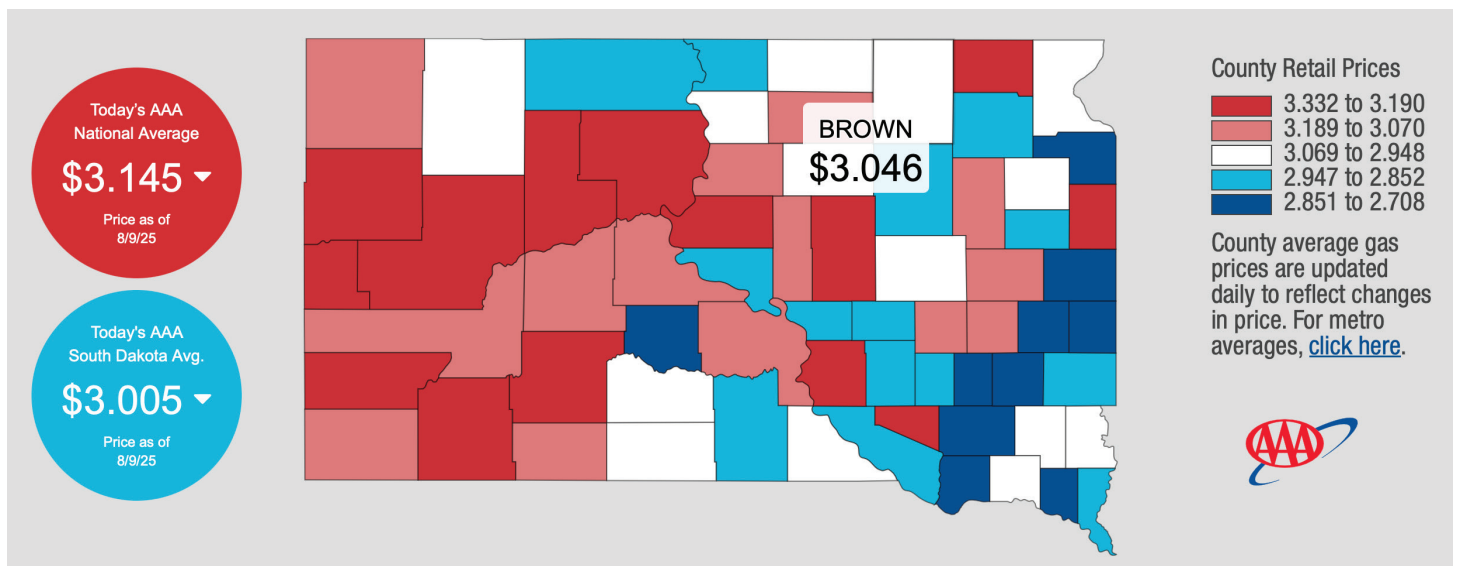 Today's AAA
National Average
$3.145
Price as of
8/9/25
Today's AAA
South Dakota Avg.
$3.005
Price as of
8/9/25
BROWN
$3.046
County Retail Prices
3.332 to 3.190
3.189 to 3.070
3.069 to 2.948
2.947 to 2.852
2.851 to 2.708
County average gas
prices are updated
daily to reflect changes
in price. For metro
averages, click here.
AAA